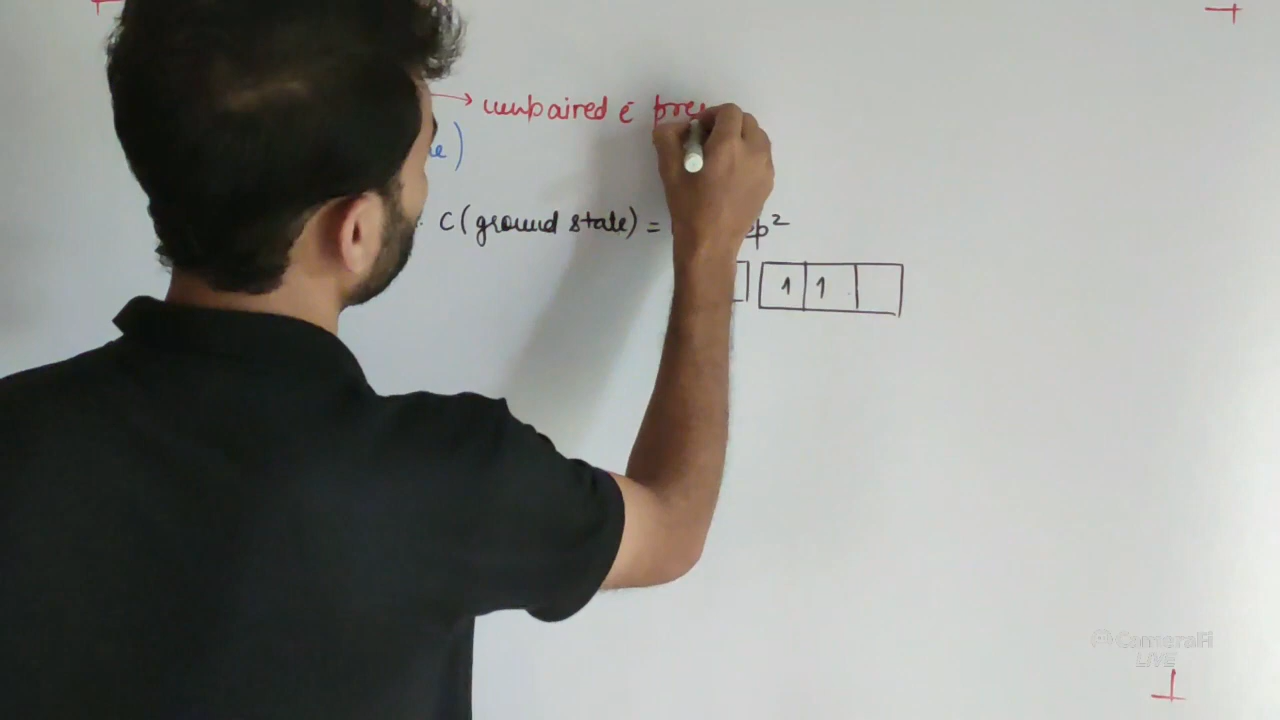 → unpaired e pre
)
C (ground state) = p²
1 1
CameraFi
LIVE